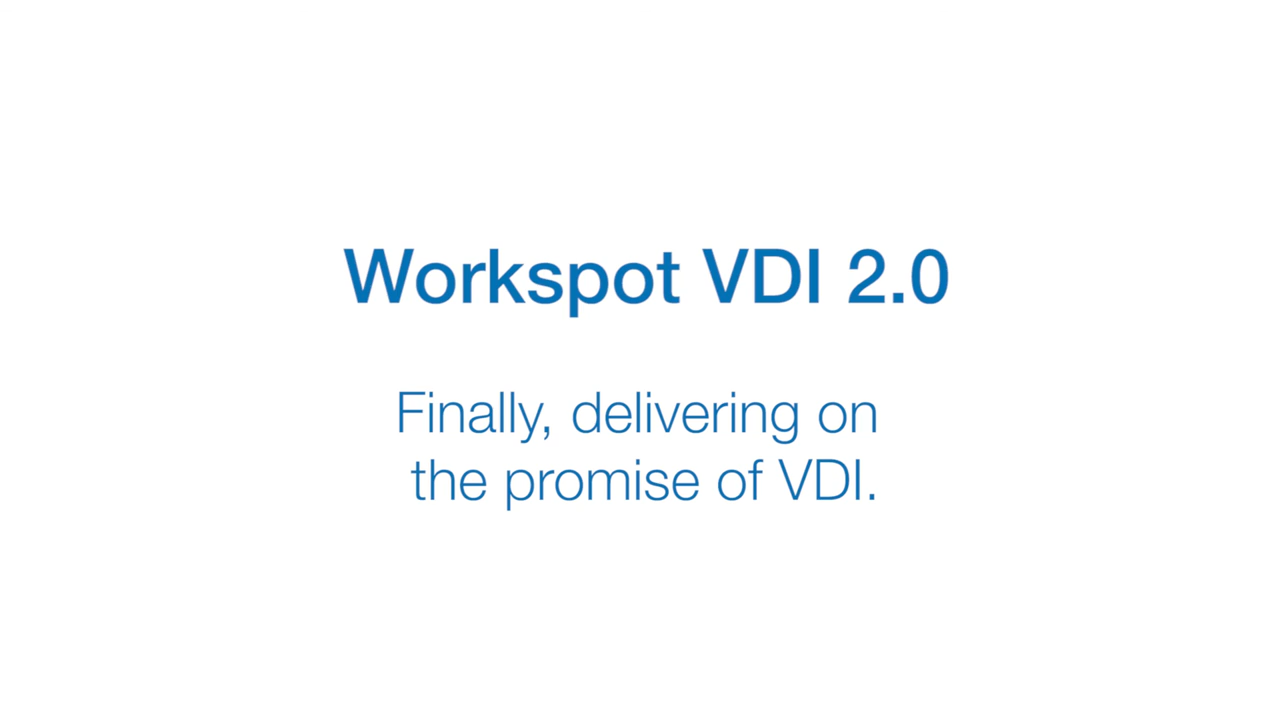 Workspot VDI 2.0
Finally, delivering on
the promise of VDI.